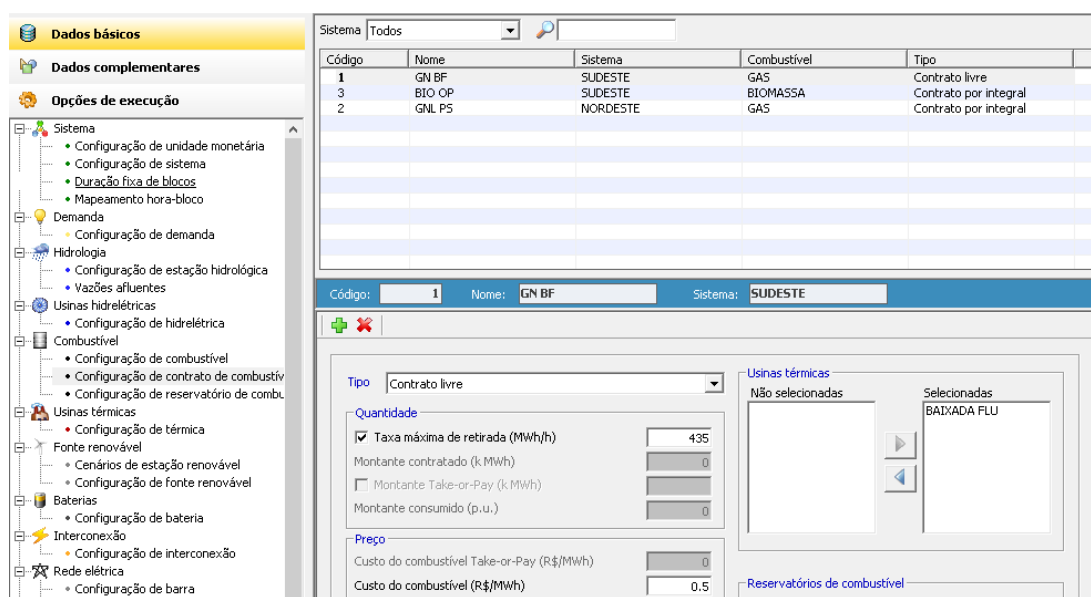 Dados básicos
Dados complementares
Opções de execução
Sistema
Configuração de unidade monetária
Configuração de sistema
Duração fixa de blocos
Mapeamento hora-bloco
Demanda
Configuração de demanda
Hidrologia
Configuração de estação hidrológica
Vazões afluentes
Usinas hidrelétricas
Configuração de hidrelétrica
Combustível
Configuração de combustível
Configuração de contrato de combustív
Configuração de reservatório de combu
Usinas térmicas
Configuração de térmica
Fonte renovável
Cenários de estação renovável
Configuração de fonte renovável
Baterias
Configuração de bateria
Interconexão
Configuração de interconexão
Rede elétrica
Configuração de barra
Sistema Todos
Código Nome Sistema Combustível Tipo
1 GN BF SUDESTE GAS Contrato livre
3 BIO OP SUDESTE BIOMASSA Contrato por integral
2 GNL PS NORDESTE GAS Contrato por integral
Código: 1 Nome: GN BF Sistema: SUDESTE
Tipo Contrato livre
Quantidade
Taxa máxima de retirada (MWh/h) 435
Montante contratado (k MWh) 0
Montante Take-or-Pay (k MWh)
Montante consumido (p.u.) 0
Preço
Custo do combustível Take-or-Pay (R$/MWh) 0
Custo do combustível (R$/MWh) 0.5
Usinas térmicas
Não selecionadas Selecionadas
BAIXADA FLU
Reservatórios de combustível